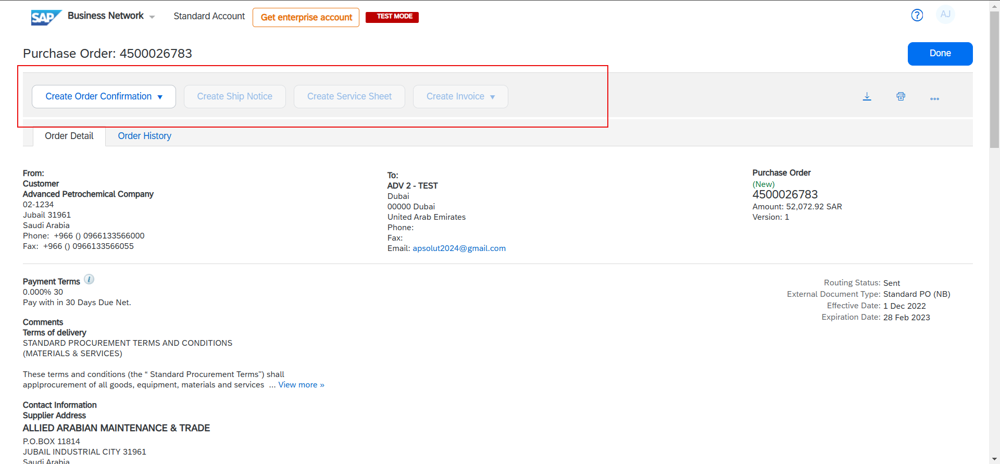 SAP Business Network Standard Account Get enterprise account TEST MODE ? AJ
Purchase Order: 4500026783
Done
Create Order Confirmation Create Ship Notice Create Service Sheet Create Invoice
Order Detail Order History
From:
Customer
Advanced Petrochemical Company
02-1234
Jubail 31961
Saudi Arabia
Phone: +966 () 0966133566000
Fax: +966 () 0966133566055
To:
ADV 2 - TEST
Dubai
00000 Dubai
United Arab Emirates
Phone:
Fax:
Email: apsolut2024@gmail.com
Purchase Order
(New)
4500026783
Amount: 52,072.92 SAR
Version: 1
Payment Terms i
0.000% 30
Pay with in 30 Days Due Net.
Routing Status: Sent
External Document Type: Standard PO (NB)
Effective Date: 1 Dec 2022
Expiration Date: 28 Feb 2023
Comments
Terms of delivery
STANDARD PROCUREMENT TERMS AND CONDITIONS
(MATERIALS & SERVICES)
These terms and conditions (the “ Standard Procurement Terms") shall
applprocurement of all goods, equipment, materials and services ... View more »
Contact Information
Supplier Address
ALLIED ARABIAN MAINTENANCE & TRADE
P.O.BOX 11814
JUBAIL INDUSTRIAL CITY 31961
Saudi Arabia